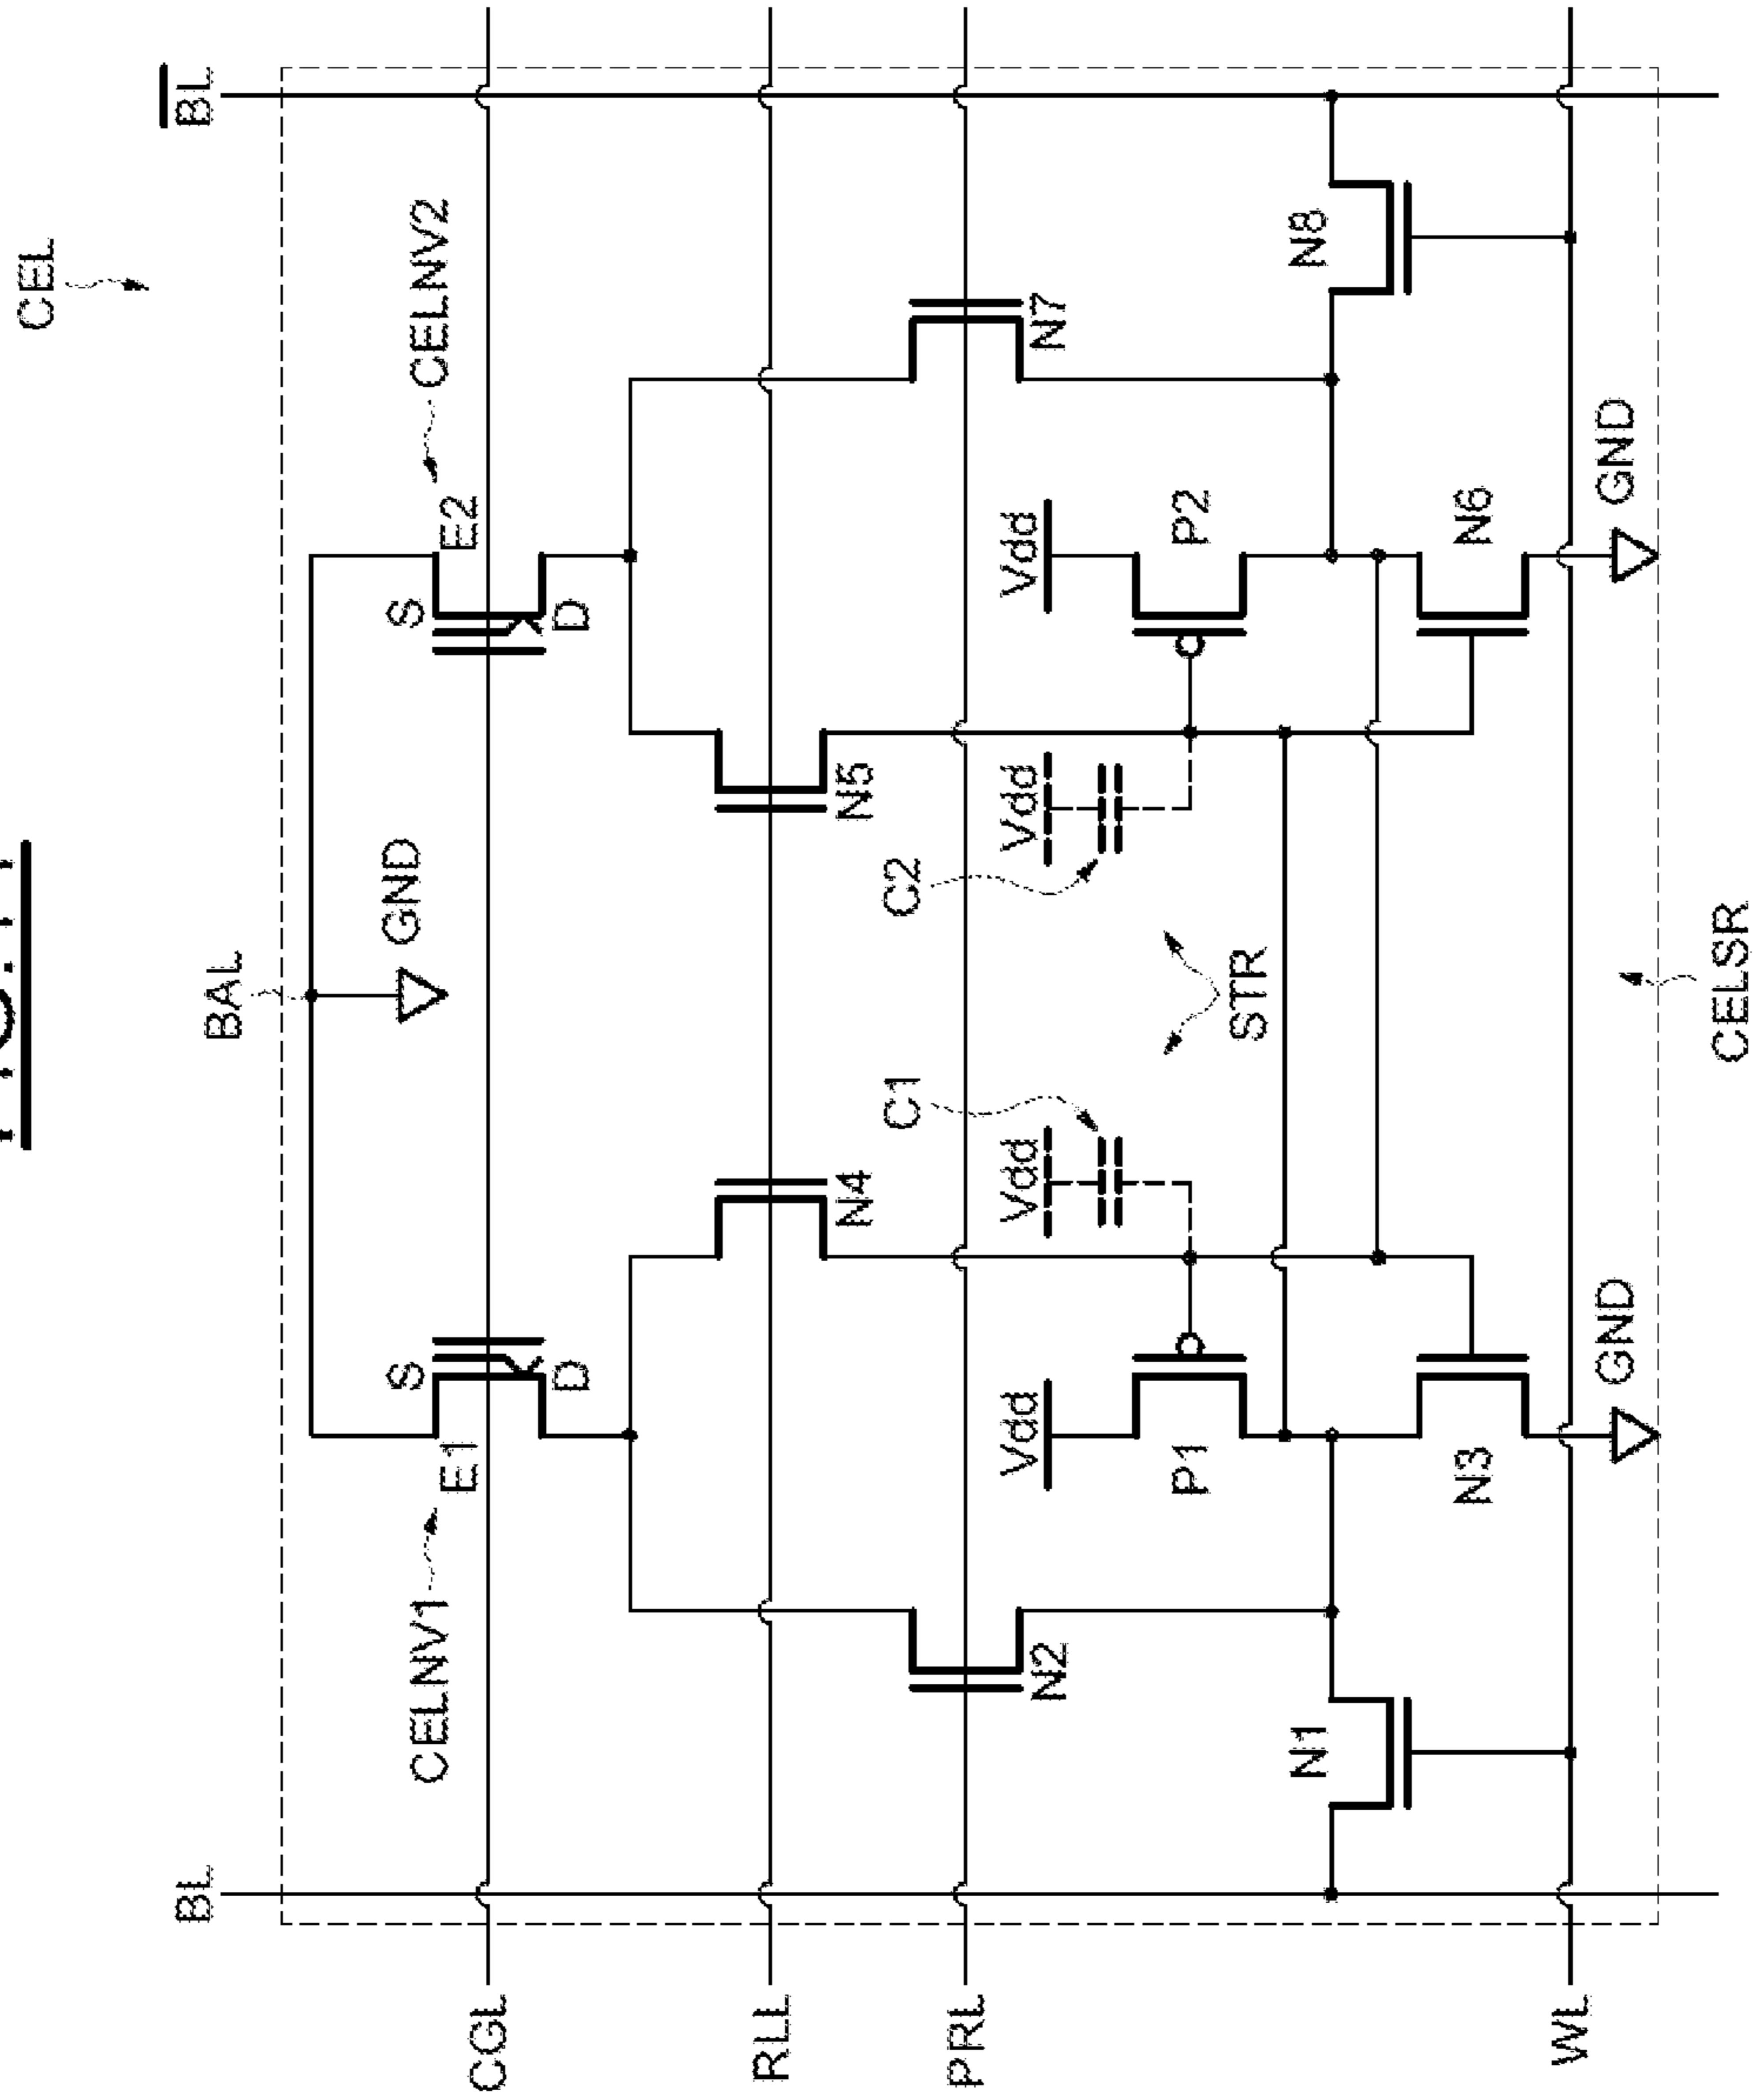 CEL
BL
B̅L̅
BAL
GND
S
S
CELNV1
CELNV2
E1
E2
CGL
D
D
RLL
N4
N5
C1
C2
PRL
Vdd
Vdd
Vdd
Vdd
N2
N7
P1
P2
STR
N1
N8
N3
N6
WL
GND
GND
CELSR